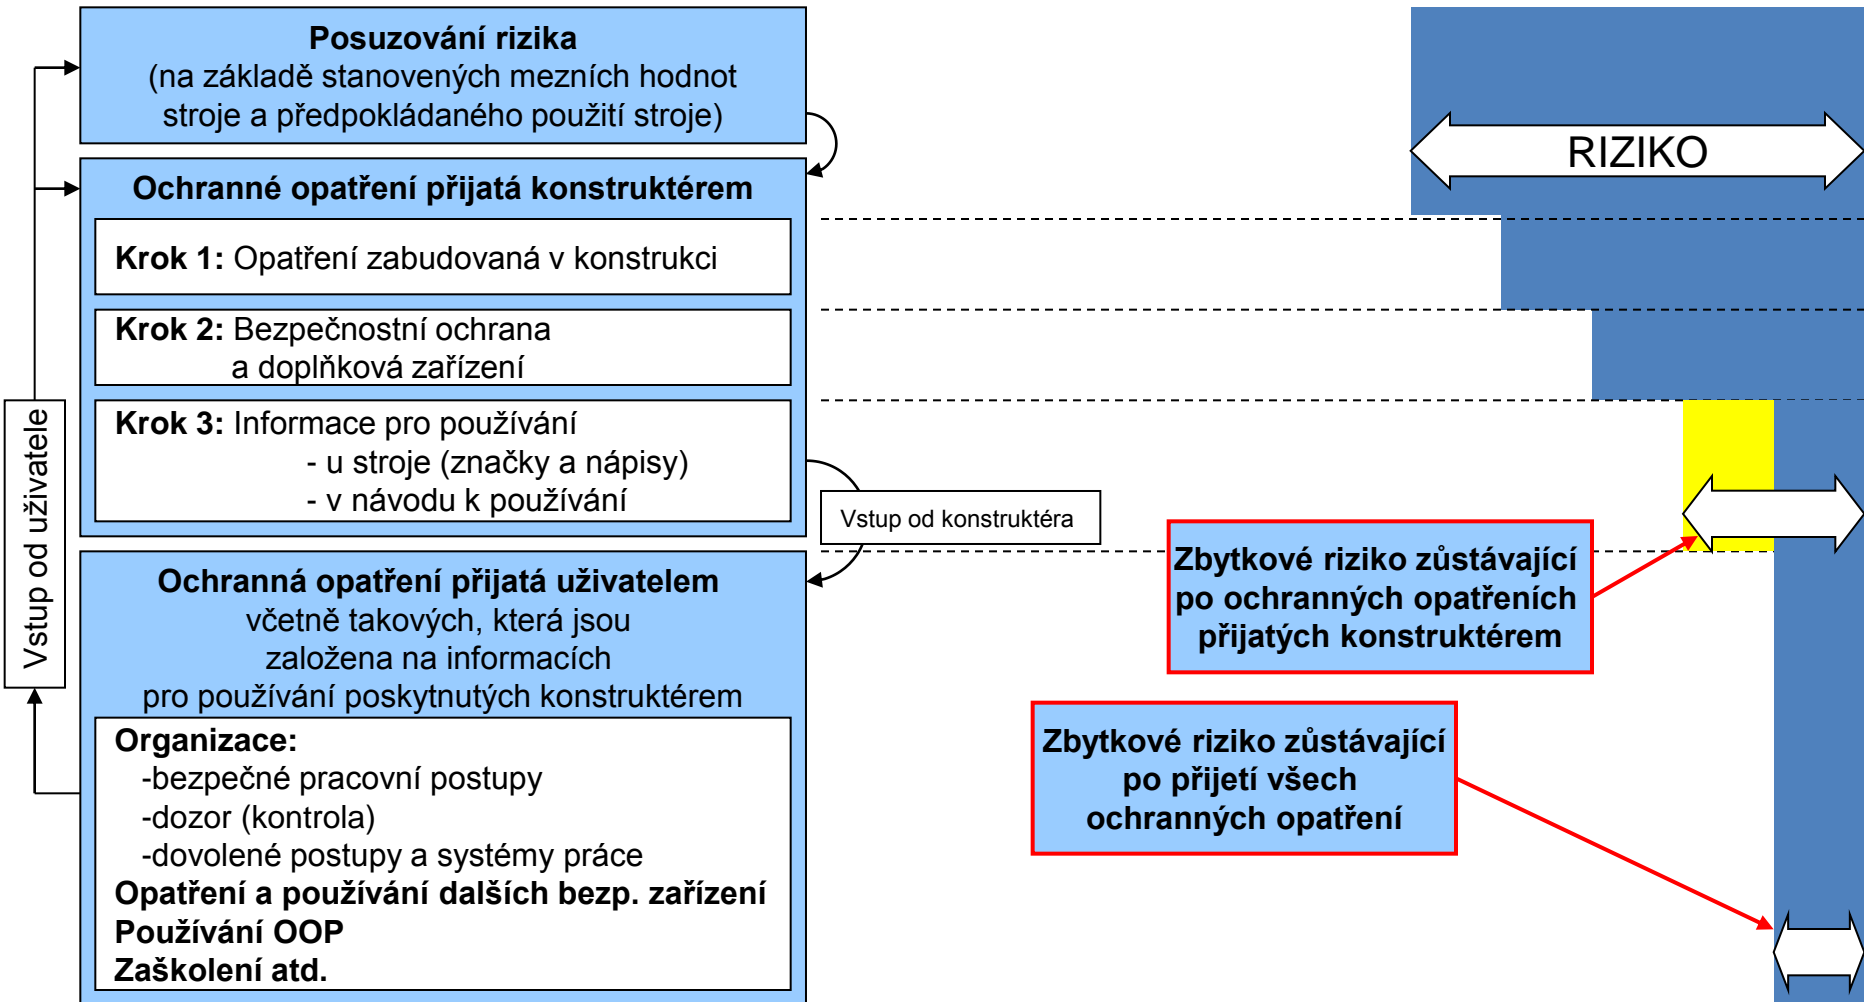 Posuzování rizika
(na základě stanovených mezních hodnot
stroje a předpokládaného použití stroje)
Ochranné opatření přijatá konstruktérem
Krok 1: Opatření zabudovaná v konstrukci
Krok 2: Bezpečnostní ochrana
a doplňková zařízení
Krok 3: Informace pro používání
- u stroje (značky a nápisy)
- v návodu k používání
Vstup od uživatele
Vstup od konstruktéra
Ochranná opatření přijatá uživatelem
včetně takových, která jsou
založena na informacích
pro používání poskytnutých konstruktérem
Organizace:
-bezpečné pracovní postupy
-dozor (kontrola)
-dovolené postupy a systémy práce
Opatření a používání dalších bezp. zařízení
Používání OOP
Zaškolení atd.
RIZIKO
Zbytkové riziko zůstávající
po ochranných opatřeních
přijatých konstruktérem
Zbytkové riziko zůstávající
po přijetí všech
ochranných opatření